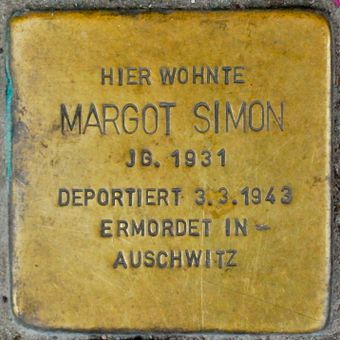 HIER WOHNTE
MARGOT SIMON
JG. 1931
DEPORTIERT 3.3.1943
ERMORDET IN –
AUSCHWITZ